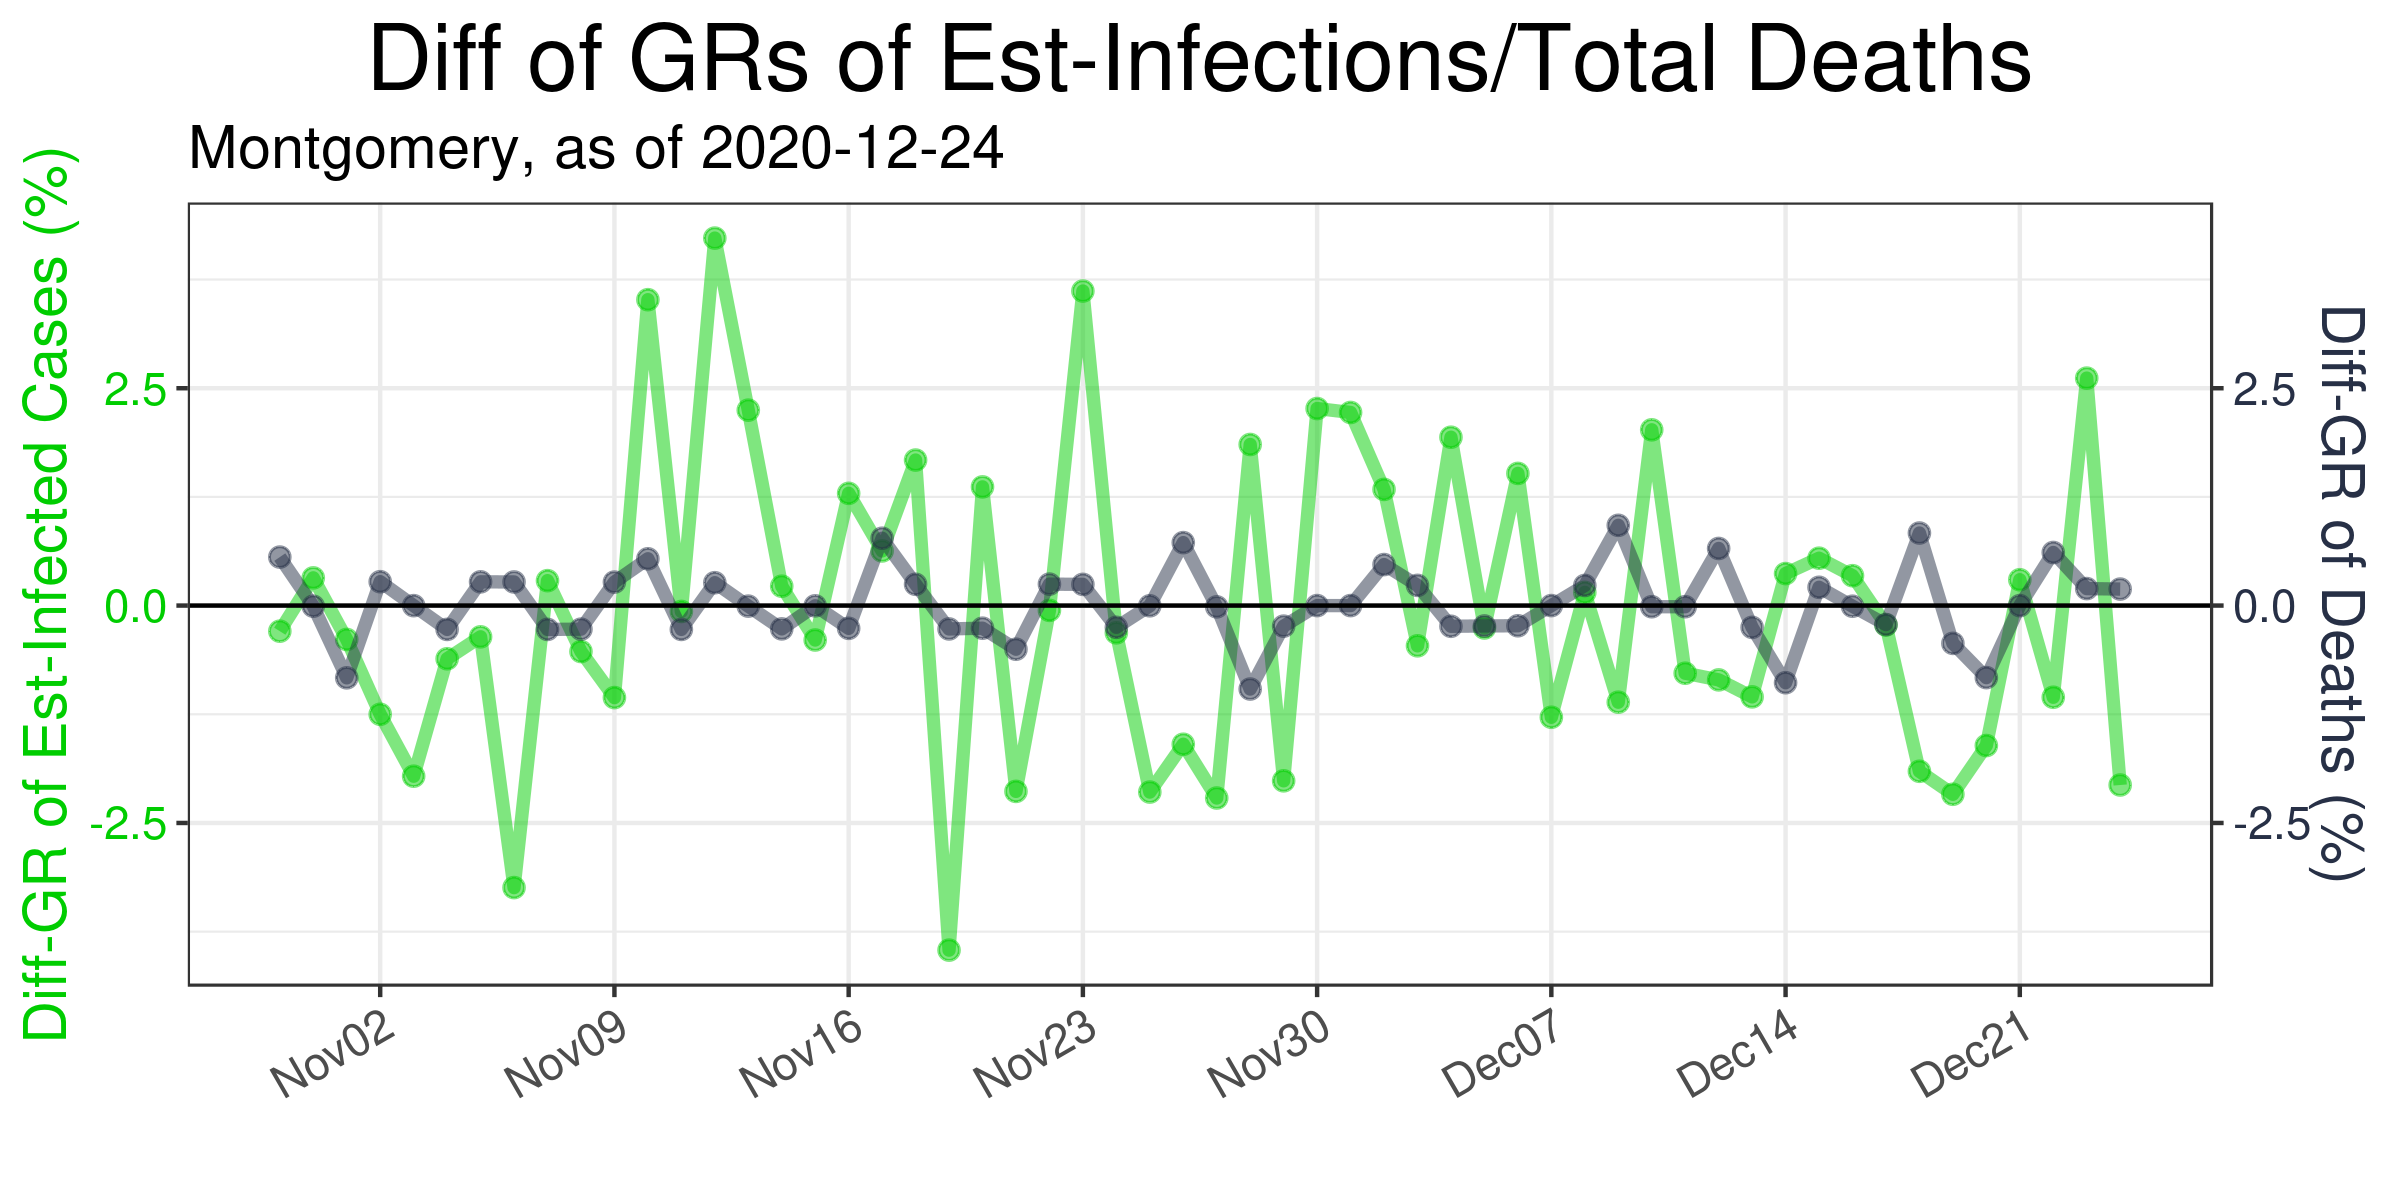 Diff of GRs of Est-Infections/Total Deaths
Montgomery, as of 2020-12-24
Diff-GR of Est-Infected Cases (%)
2.5
0.0
-2.5
2.5
0.0
-2.5
Diff-GR of Deaths (%)
Nov02
Nov09
Nov16
Nov23
Nov30
Dec07
Dec14
Dec21